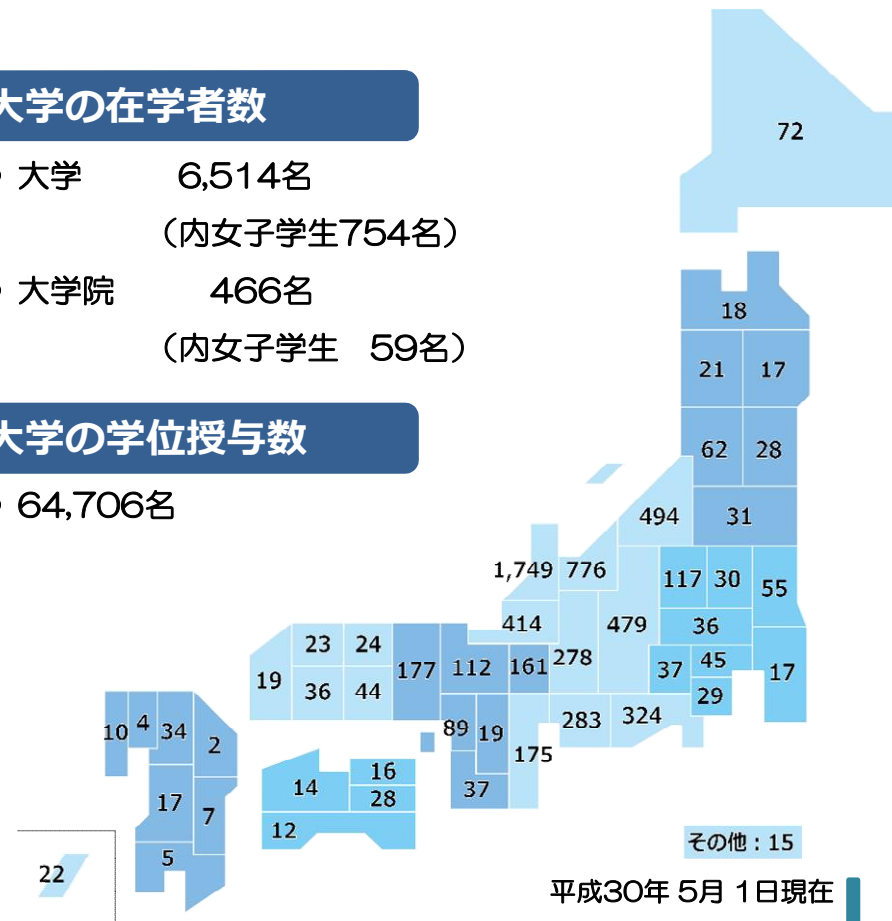 大学の在学者数
大学 6,514名
（内女子学生754名）
大学院 466名
（内女子学生 59名）
大学の学位授与数
64,706名
72
18
21 17
62 28
494 31
1,749 776 117 30 55
414 479 36
23 24 177 112 161 278 37 45 17
19 36 44 29
10 4 34 2 89 19 175 283 324
14 16
17 7 28 37
12
5
22
その他：15
平成30年 5月 1日現在